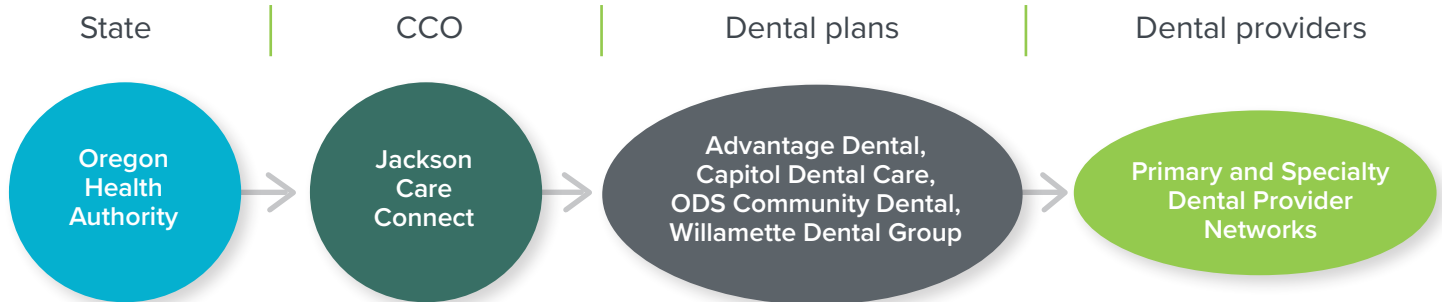 State
CCO
Dental plans
Dental providers
Oregon
Health
Authority
Jackson
Care
Connect
Advantage Dental,
Capitol Dental Care,
ODS Community Dental,
Willamette Dental Group
Primary and Specialty
Dental Provider
Networks